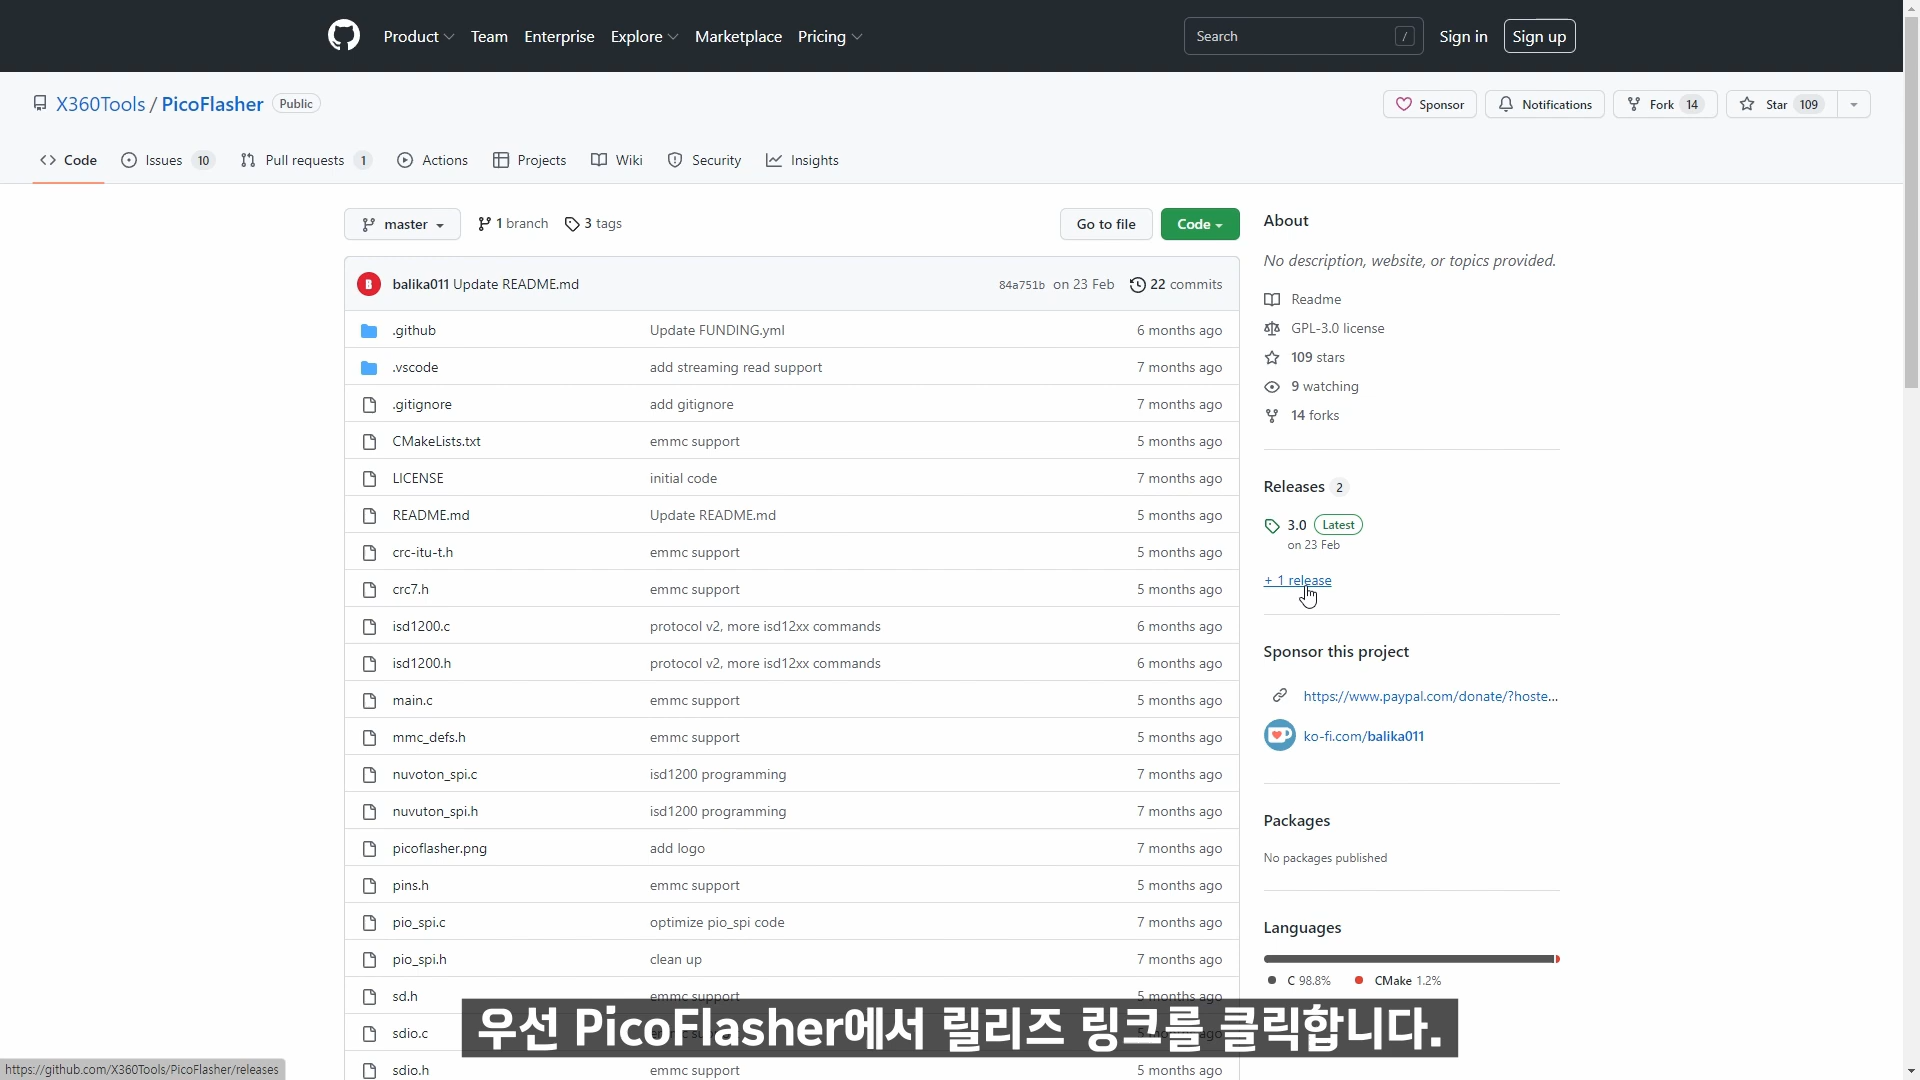 Product Team Enterprise Explore Marketplace Pricing Search / Sign in Sign up
X360Tools / PicoFlasher Public Sponsor Notifications Fork 14 Star 109
Code Issues 10 Pull requests 1 Actions Projects Wiki Security Insights
master 1 branch 3 tags Go to file Code
B balika011 Update README.md 84a751b on 23 Feb 22 commits
.github Update FUNDING.yml 6 months ago
.vscode add streaming read support 7 months ago
.gitignore add gitignore 7 months ago
CMakeLists.txt emmc support 5 months ago
LICENSE initial code 7 months ago
README.md Update README.md 5 months ago
crc-itu-t.h emmc support 5 months ago
crc7.h emmc support 5 months ago
isd1200.c protocol v2, more isd12xx commands 6 months ago
isd1200.h protocol v2, more isd12xx commands 6 months ago
main.c emmc support 5 months ago
mmc_defs.h emmc support 5 months ago
nuvoton_spi.c isd1200 programming 7 months ago
nuvuton_spi.h isd1200 programming 7 months ago
picoflasher.png add logo 7 months ago
pins.h emmc support 5 months ago
pio_spi.c optimize pio_spi code 7 months ago
pio_spi.h clean up 7 months ago
sd.h emmc support 5 months ago
sdio.c
sdio.h emmc support 5 months ago
About
No description, website, or topics provided.
Readme
GPL-3.0 license
109 stars
9 watching
14 forks
Releases 2
3.0 Latest
on 23 Feb
+ 1 release
Sponsor this project
https://www.paypal.com/donate/?hoste...
ko-fi.com/balika011
Packages
No packages published
Languages
C 98.8% CMake 1.2%
우선 PicoFlasher에서 릴리즈 링크를 클릭합니다.
https://github.com/X360Tools/PicoFlasher/releases